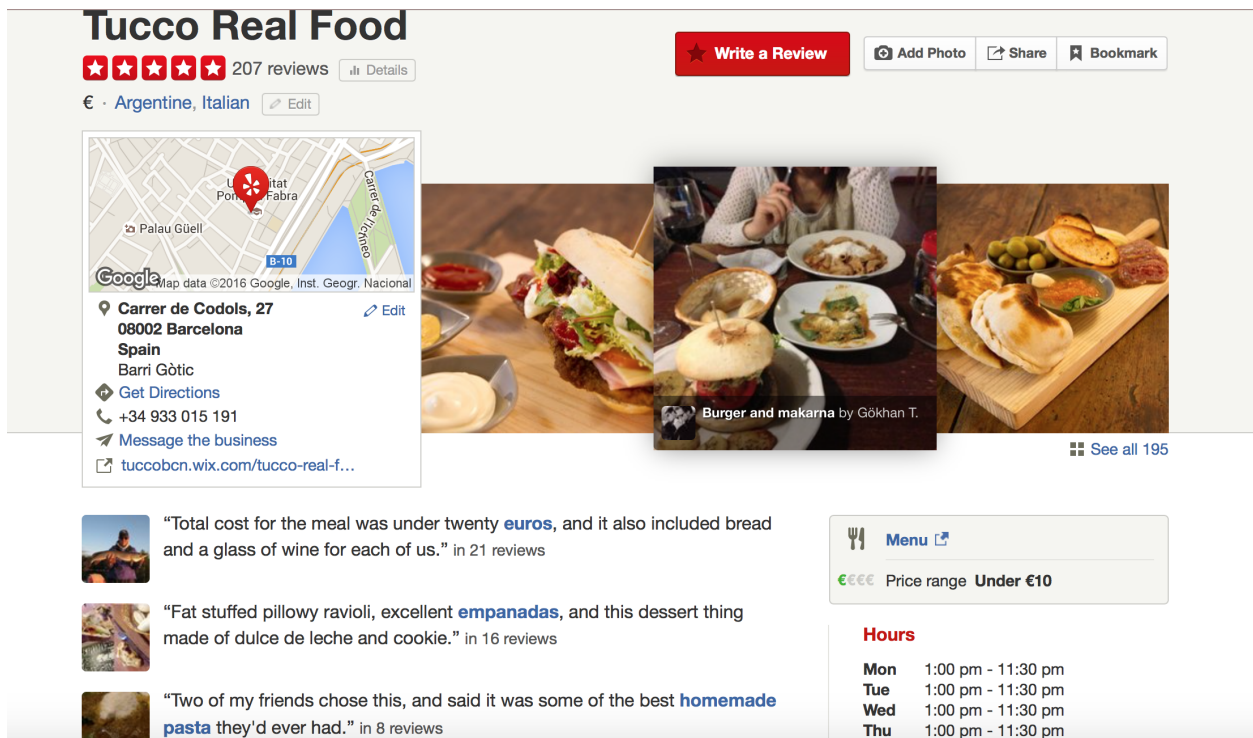 Tucco Real Food
207 reviews
Details
€ · Argentine, Italian
Edit
Write a Review
Add Photo
Share
Bookmark
Palau Güell
Carrer de l'Ictíneo
B-10
Google
Map data ©2016 Google, Inst. Geogr. Nacional
Carrer de Codols, 27
Edit
08002 Barcelona
Spain
Barri Gòtic
Get Directions
+34 933 015 191
Message the business
tuccobcn.wix.com/tucco-real-f…
Burger and makarna by Gökhan T.
See all 195
“Total cost for the meal was under twenty euros, and it also included bread
and a glass of wine for each of us.” in 21 reviews
“Fat stuffed pillowy ravioli, excellent empanadas, and this dessert thing
made of dulce de leche and cookie.” in 16 reviews
“Two of my friends chose this, and said it was some of the best homemade
pasta they'd ever had.” in 8 reviews
Menu
€€€€ Price range Under €10
Hours
Mon 1:00 pm - 11:30 pm
Tue 1:00 pm - 11:30 pm
Wed 1:00 pm - 11:30 pm
Thu 1:00 pm - 11:30 pm